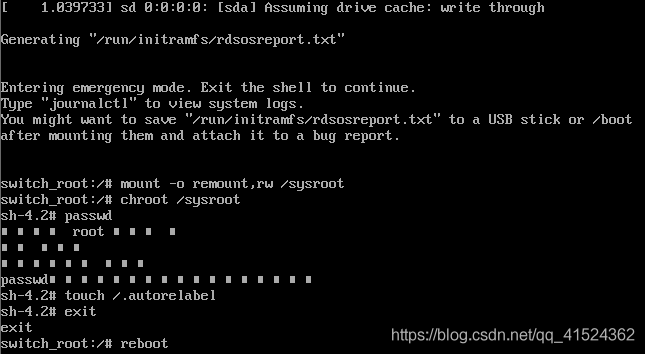 [    1.039733] sd 0:0:0:0: [sda] Assuming drive cache: write through
Generating "/run/initramfs/rdsosreport.txt"
Entering emergency mode. Exit the shell to continue.
Type "journalctl" to view system logs.
You might want to save "/run/initramfs/rdsosreport.txt" to a USB stick or /boot
after mounting them and attach it to a bug report.
switch_root:/# mount -o remount,rw /sysroot
switch_root:/# chroot /sysroot
sh-4.2# passwd
■ ■ ■ ■  root ■ ■ ■  ■
■ ■  ■ ■ ■
■ ■ ■ ■ ■ ■  ■ ■ ■
passwd■ ■ ■ ■ ■ ■ ■ ■ ■ ■ ■ ■ ■ ■ ■ ■ ■
sh-4.2# touch /.autorelabel
sh-4.2# exit
exit
switch_root:/# reboot
https://blog.csdn.net/qq_41524362